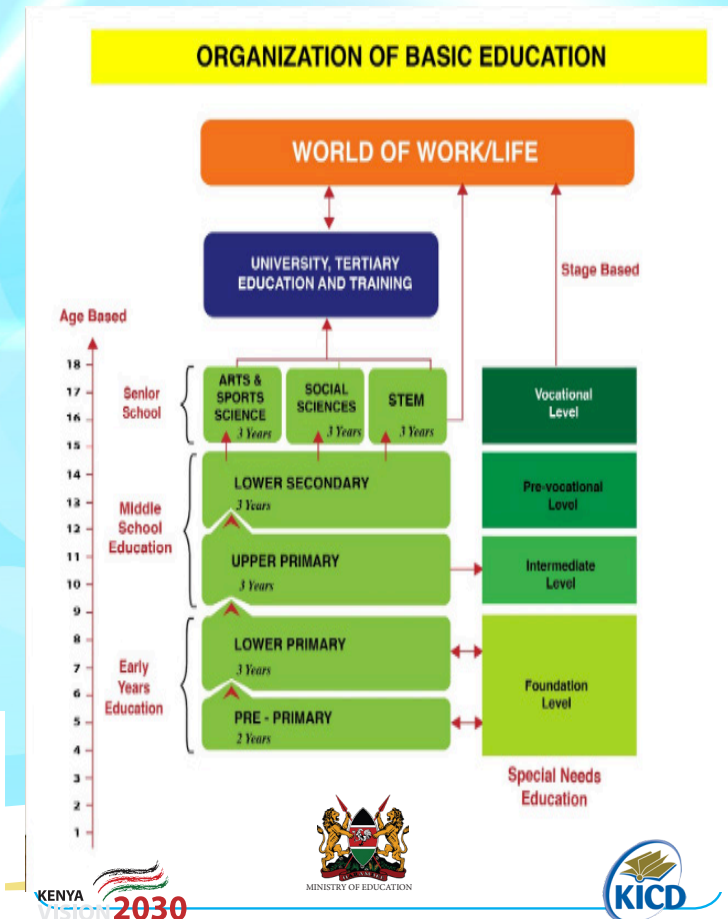 ORGANIZATION OF BASIC EDUCATION
WORLD OF WORK/LIFE
UNIVERSITY, TERTIARY
EDUCATION AND TRAINING
Stage Based
Age Based
18
17
16
15
14
13
12
11
10
9
8
7
6
5
4
3
2
1
Senior
School
ARTS &
SPORTS
SCIENCE
3 Years
SOCIAL
SCIENCES
3 Years
STEM
3 Years
Vocational
Level
Middle
School
Education
LOWER SECONDARY
3 Years
Pre-vocational
Level
UPPER PRIMARY
3 Years
Intermediate
Level
Early
Years
Education
LOWER PRIMARY
3 Years
PRE - PRIMARY
2 Years
Foundation
Level
Special Needs
Education
MINISTRY OF EDUCATION
KENYA
VISION 2030
KICD